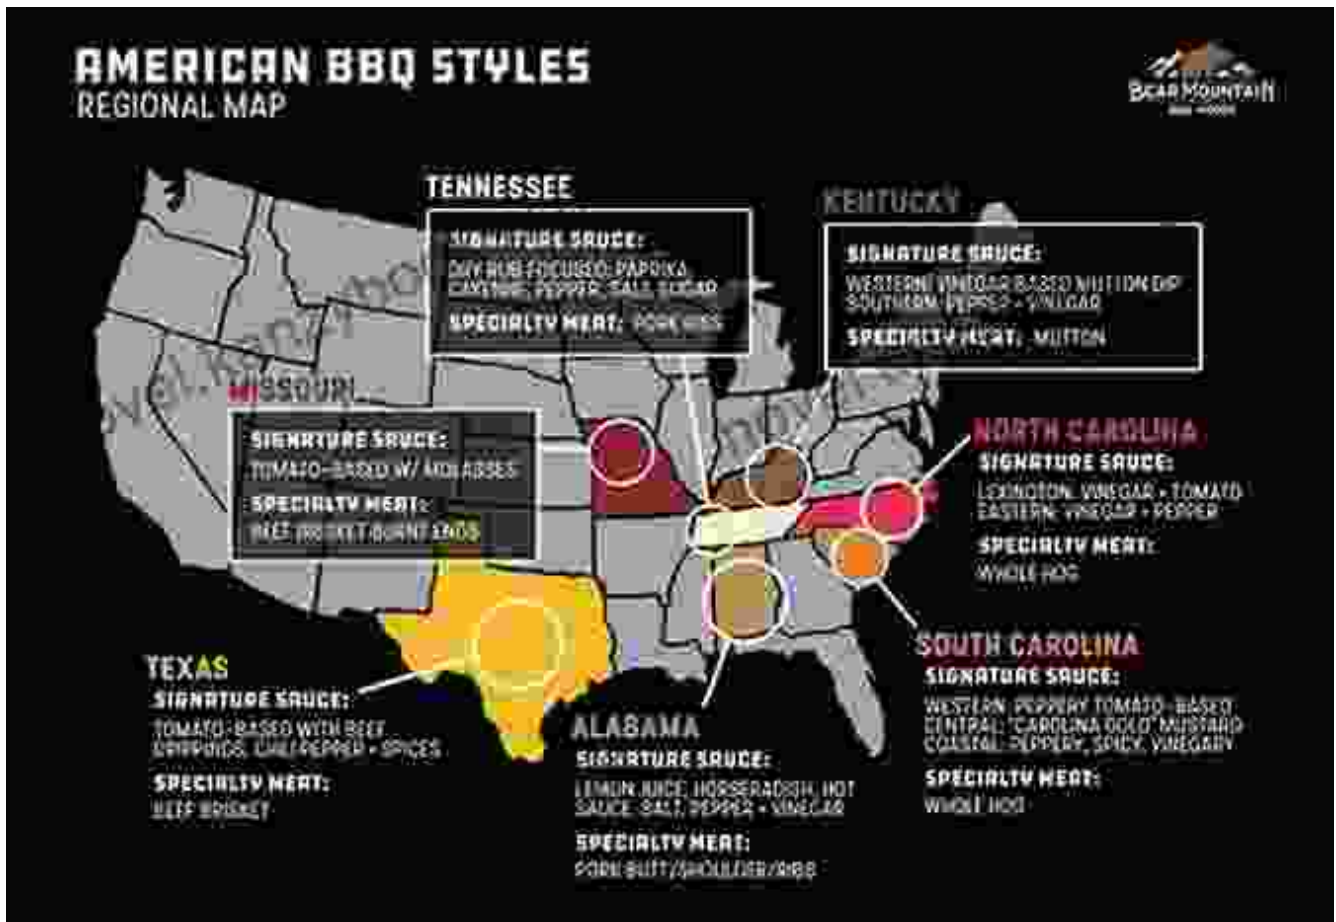 AMERICAN BBQ STYLES
REGIONAL MAP
BEAR MOUNTAIN
TENNESSEE
SIGNATURE SAUCE:
DRY RUB FOCUSED: PAPRIKA,
CAYENNE, PEPPER, SALT, SUGAR
SPECIALTY MEAT: PORK RIBS
KENTUCKY
SIGNATURE SAUCE:
WESTERN: VINEGAR BASED MUTTON DIP
SOUTHERN: PEPPER + VINEGAR
SPECIALTY MEAT: MUTTON
MISSOURI
SIGNATURE SAUCE:
TOMATO-BASED W/ MOLASSES
SPECIALTY MEAT:
BEEF BRISKET BURNT ENDS
NORTH CAROLINA
SIGNATURE SAUCE:
LEXINGTON: VINEGAR + TOMATO
EASTERN: VINEGAR + PEPPER
SPECIALTY MEAT:
WHOLE HOG
SOUTH CAROLINA
SIGNATURE SAUCE:
WESTERN: PEPPERY TOMATO-BASED
CENTRAL: "CAROLINA GOLD" MUSTARD
COASTAL: PEPPERY, SPICY, VINEGARY
SPECIALTY MEAT:
WHOLE HOG
TEXAS
SIGNATURE SAUCE:
TOMATO-BASED WITH BEEF
DRIPPINGS, CHILI PEPPER + SPICES
SPECIALTY MEAT:
BEEF BRISKET
ALABAMA
SIGNATURE SAUCE:
LEMON JUICE, HORSERADISH, HOT
SAUCE, SALT, PEPPER + VINEGAR
SPECIALTY MEAT:
PORK BUTT/SHOULDER/RIBS